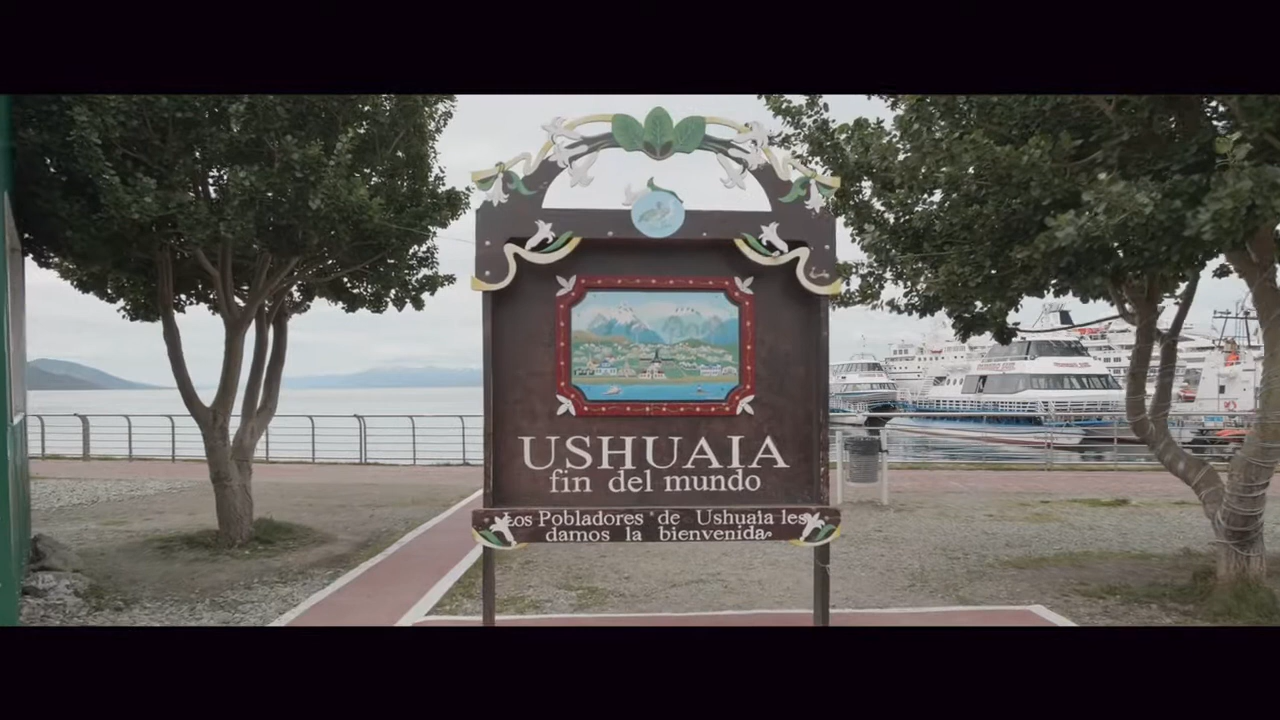 USHUAIA
fin del mundo
Los Pobladores de Ushuaia les
damos la bienvenida